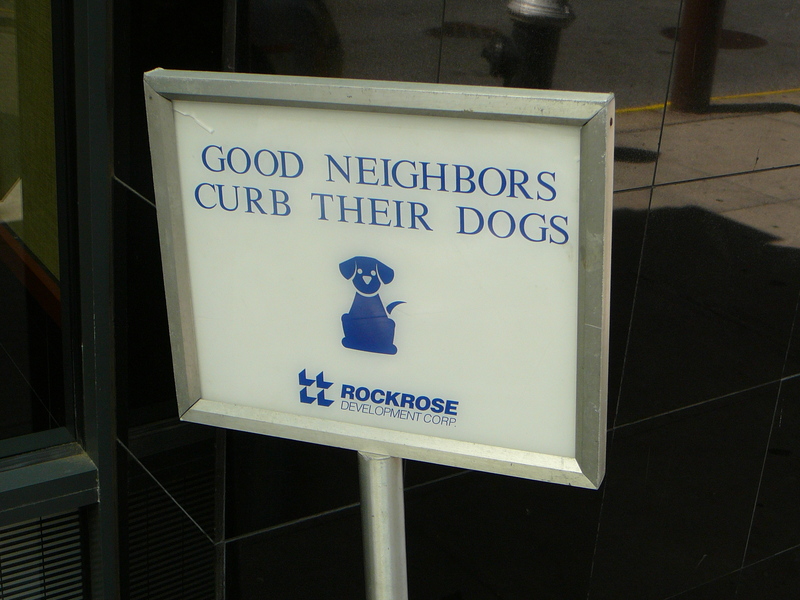 GOOD NEIGHBORS
CURB THEIR DOGS
ROCKROSE
DEVELOPMENT CORP.